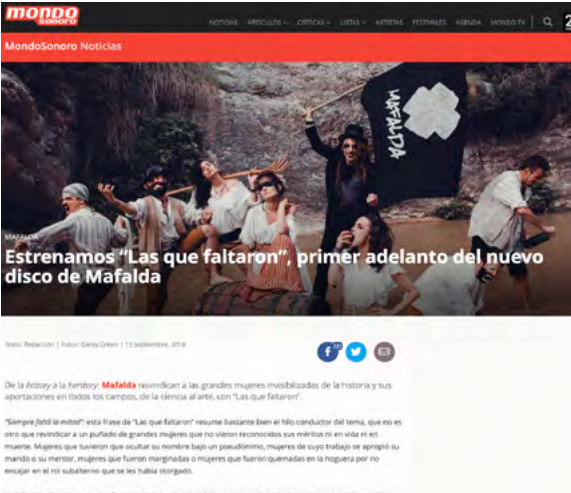 MONDO
SONORO
NOTICIAS ARTÍCULOS CRÍTICAS LISTAS ARTISTAS FESTIVALES AGENDA MONDO TV
MondoSonoro Noticias
MAFALDA
MAFALDA
Estrenamos "Las que faltaron", primer adelanto del nuevo
disco de Mafalda
Texto: Redacción | Fotos: Green | 13 septiembre, 2018
De la history a la herstory: Mafalda reivindican a las grandes mujeres invisibilizadas de la historia y sus
aportaciones en todos los campos, de la ciencia al arte, con "Las que faltaron".
"Siempre faltó la mitad": esta frase de "Las que faltaron" resume bastante bien el hilo conductor del tema, que no es
otro que revindicar a un puñado de grandes mujeres que no vieron reconocidos sus méritos ni en vida ni en
muerte. Mujeres que tuvieron que ocultar su nombre bajo un pseudónimo, mujeres de cuyo trabajo se apropió su
marido o su mentor, mujeres que fueron marginadas o mujeres que fueron quemadas en la hoguera por no
encajar en el rol subalterno que se les había otorgado.